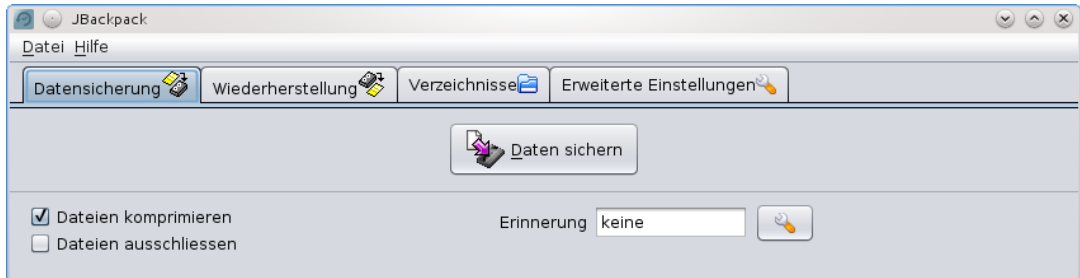 JBackpack
Datei Hilfe
Datensicherung Wiederherstellung Verzeichnisse Erweiterte Einstellungen
Daten sichern
Dateien komprimieren Erinnerung keine
Dateien ausschliessen